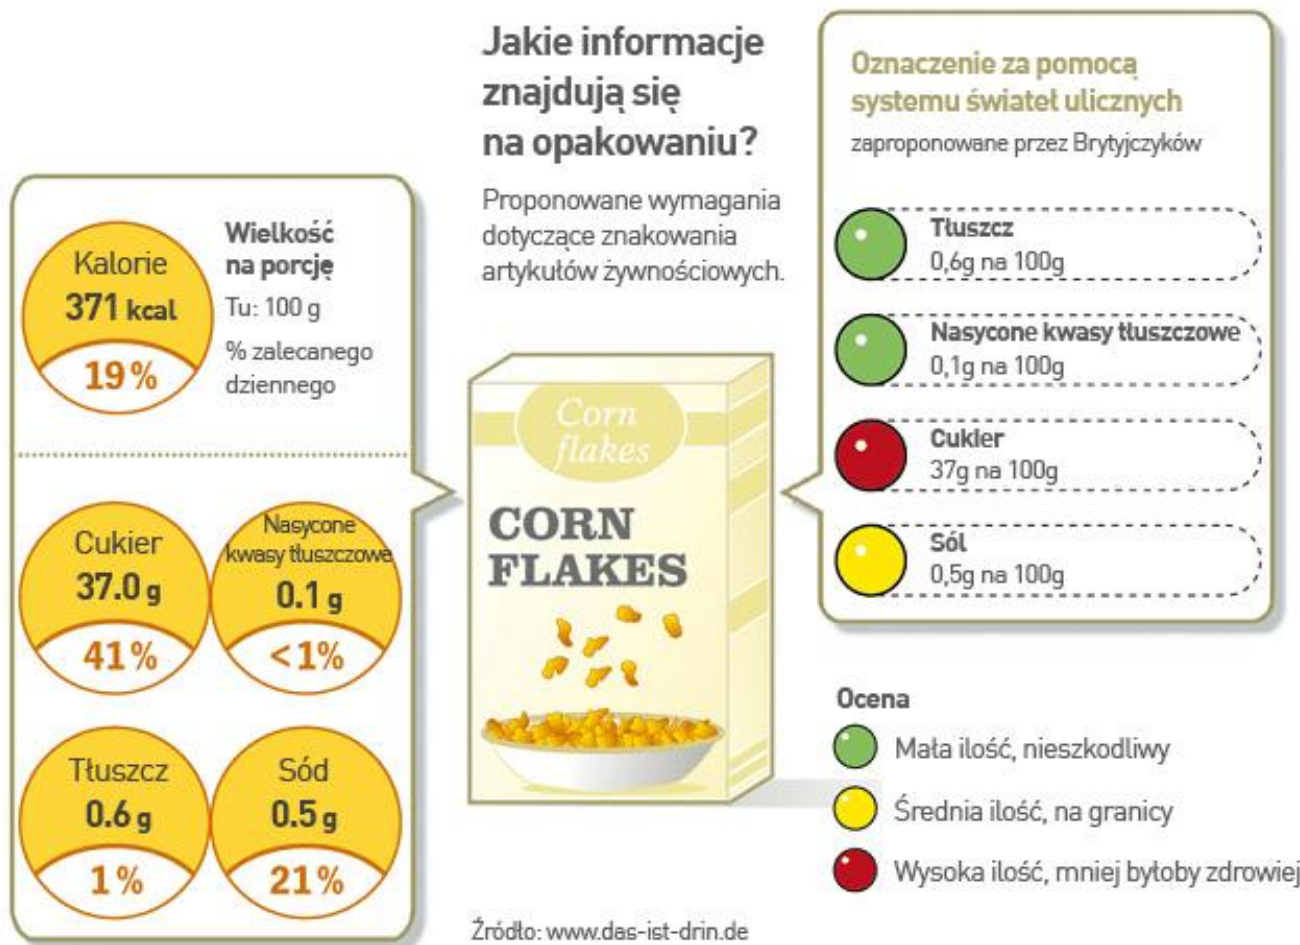 Jakie informacje
znajdują się
na opakowaniu?
Proponowane wymagania
dotyczące znakowania
artykułów żywnościowych.
Kalorie
371 kcal
19%
Wielkość
na porcję
Tu: 100 g
% zalecanego
dziennego
Cukier
37.0 g
41%
Nasycone
kwasy tłuszczowe
0.1 g
<1%
Tłuszcz
0.6 g
1%
Sód
0.5 g
21%
Corn
flakes
CORN
FLAKES
Oznaczenie za pomocą
systemu świateł ulicznych
zaproponowane przez Brytyjczyków
Tłuszcz
0,6g na 100g
Nasycone kwasy tłuszczowe
0,1g na 100g
Cukier
37g na 100g
Sól
0,5g na 100g
Ocena
Mała ilość, nieszkodliwy
Średnia ilość, na granicy
Wysoka ilość, mniej byłoby zdrowiej
Źródło: www.das-ist-drin.de